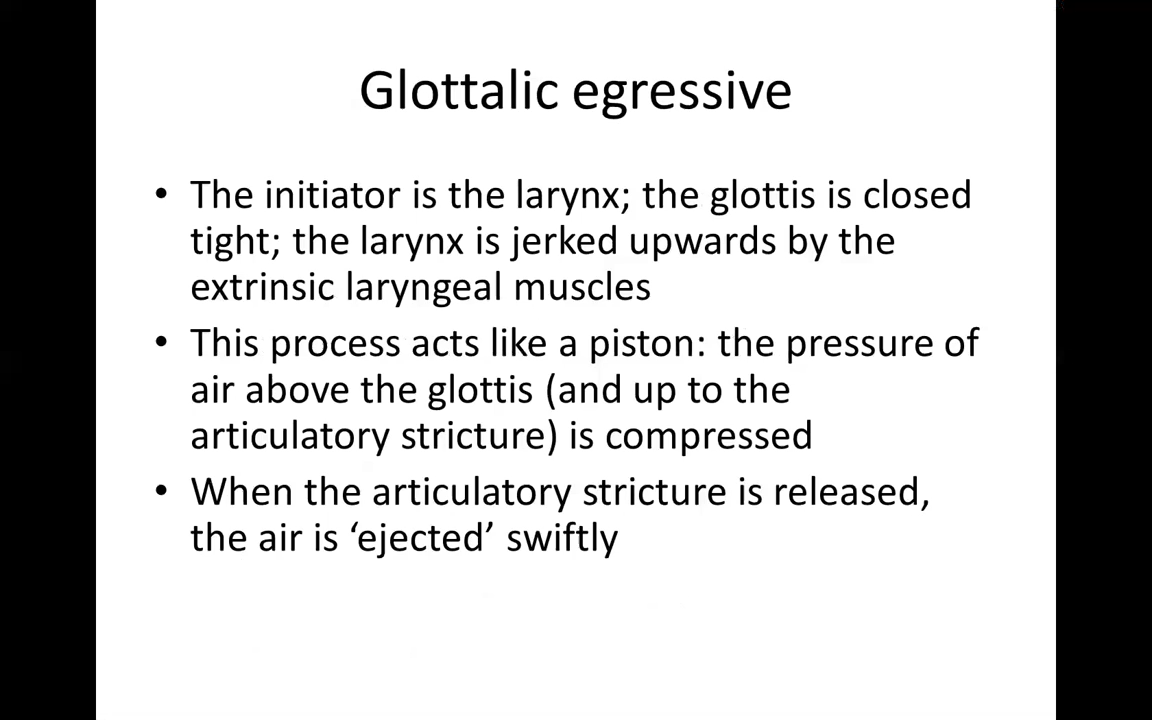 Glottalic egressive
• The initiator is the larynx; the glottis is closed
tight; the larynx is jerked upwards by the
extrinsic laryngeal muscles
• This process acts like a piston: the pressure of
air above the glottis (and up to the
articulatory stricture) is compressed
• When the articulatory stricture is released,
the air is ‘ejected’ swiftly